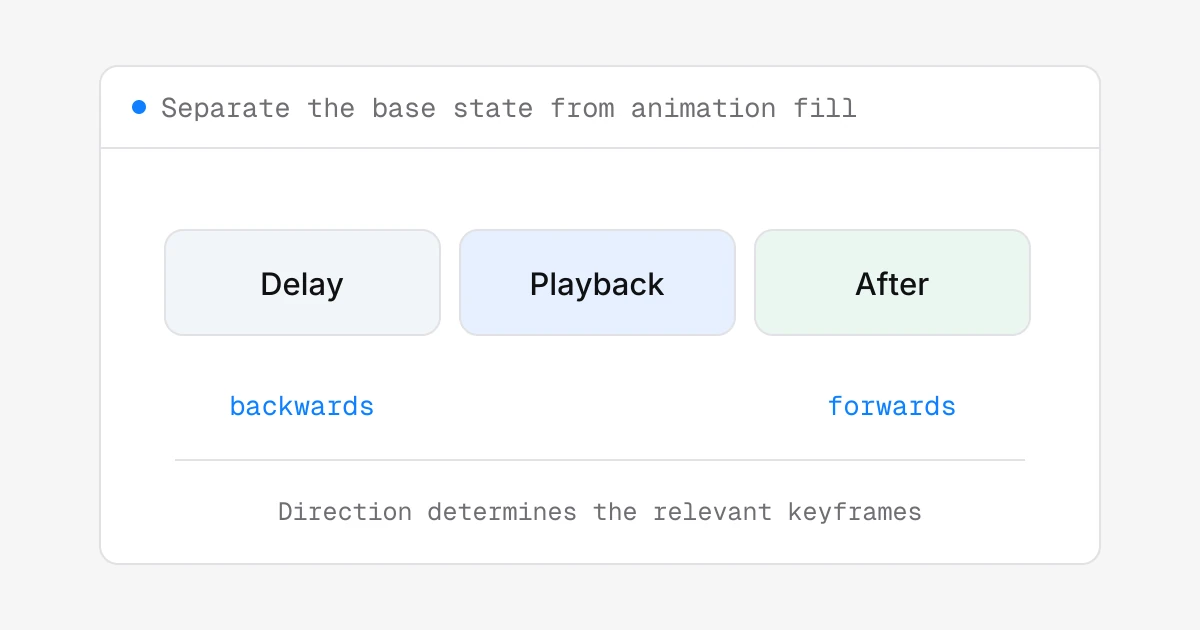 Separate the base state from animation fill
Delay
Playback
After
backwards
forwards
Direction determines the relevant keyframes